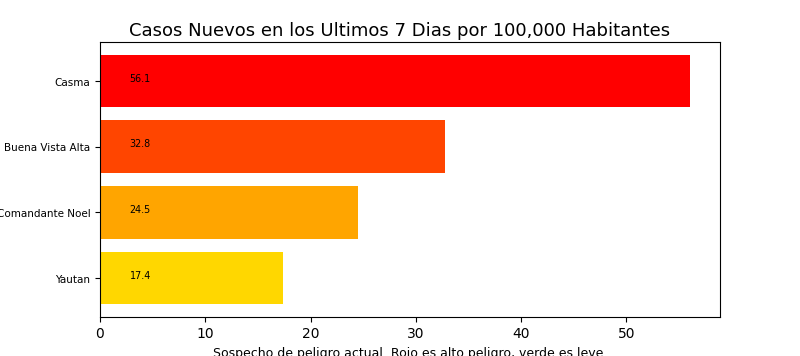 Casos Nuevos en los Ultimos 7 Dias por 100,000 Habitantes
Casma
56.1
Buena Vista Alta
32.8
Comandante Noel
24.5
Yautan
17.4
0 10 20 30 40 50
Sospecho de peligro actual. Rojo es alto peligro, verde es leve